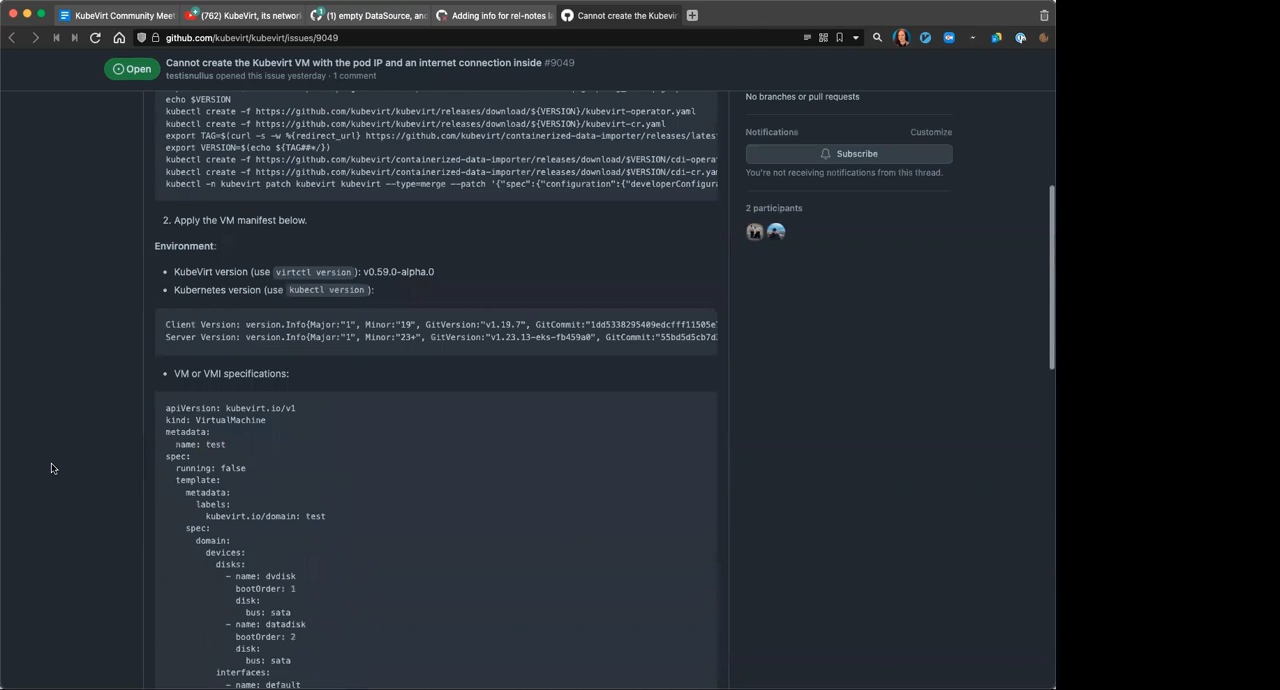 KubeVirt Community Meet
(762) KubeVirt, its networ
(1) empty DataSource, an
Adding info for rel-notes
Cannot create the Kubevir
github.com/kubevirt/kubevirt/issues/9049
Open
Cannot create the Kubevirt VM with the pod IP and an internet connection inside #9049
testisnullus opened this issue yesterday · 1 comment
echo $VERSION
kubectl create -f https://github.com/kubevirt/kubevirt/releases/download/${VERSION}/kubevirt-operator.yaml
kubectl create -f https://github.com/kubevirt/kubevirt/releases/download/${VERSION}/kubevirt-cr.yaml
export TAG=$(curl -s -w %{redirect_url} https://github.com/kubevirt/containerized-data-importer/releases/lates
export VERSION=$(echo ${TAG##*/})
kubectl create -f https://github.com/kubevirt/containerized-data-importer/releases/download/$VERSION/cdi-opera
kubectl create -f https://github.com/kubevirt/containerized-data-importer/releases/download/$VERSION/cdi-cr.ya
kubectl -n kubevirt patch kubevirt kubevirt --type=merge --patch '{"spec":{"configuration":{"developerConfigura
2. Apply the VM manifest below.
Environment:
• KubeVirt version (use virtctl version): v0.59.0-alpha.0
• Kubernetes version (use kubectl version):
Client Version: version.Info{Major:"1", Minor:"19", GitVersion:"v1.19.7", GitCommit:"1dd5338295409edcfff11505e
Server Version: version.Info{Major:"1", Minor:"23+", GitVersion:"v1.23.13-eks-fb459a0", GitCommit:"55bd5d5cb7d
• VM or VMI specifications:
apiVersion: kubevirt.io/v1
kind: VirtualMachine
metadata:
name: test
spec:
running: false
template:
metadata:
labels:
kubevirt.io/domain: test
spec:
domain:
devices:
disks:
- name: dvdisk
bootOrder: 1
disk:
bus: sata
- name: datadisk
bootOrder: 2
disk:
bus: sata
interfaces:
- name: default
No branches or pull requests
Notifications
Customize
Subscribe
You're not receiving notifications from this thread.
2 participants